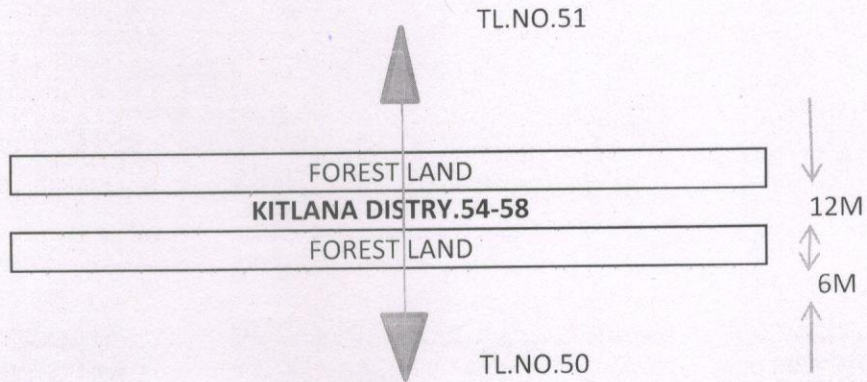 TL.NO.51
FOREST LAND
KITLANA DISTRY.54-58
12M
FOREST LAND
6M
TL.NO.50